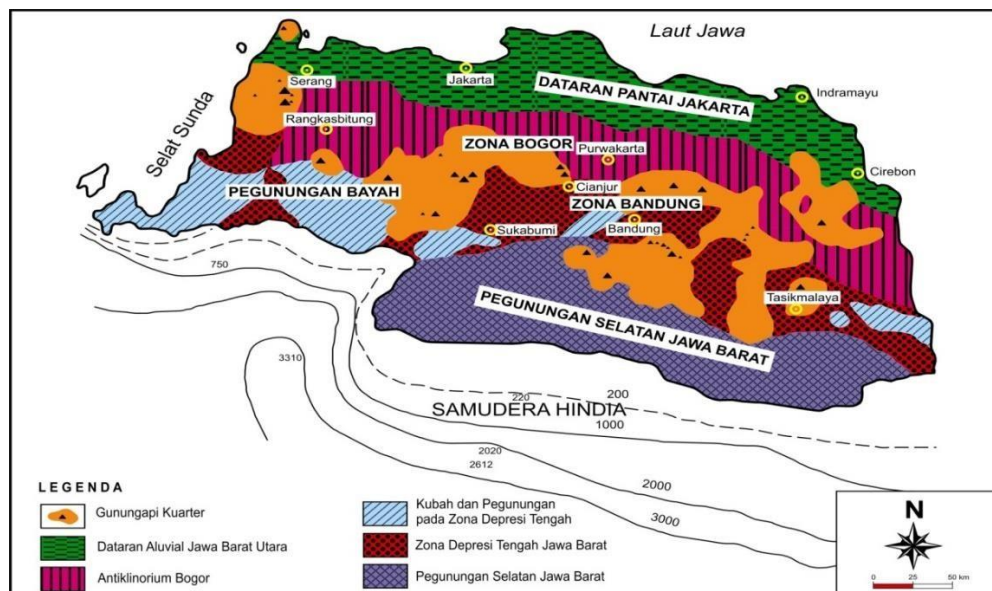 Laut Jawa
Selat Sunda
Serang
Jakarta
DATARAN PANTAI JAKARTA
Indramayu
Rangkasbitung
ZONA BOGOR
Purwakarta
Cirebon
PEGUNUNGAN BAYAH
Cianjur
ZONA BANDUNG
Sukabumi
Bandung
Tasikmalaya
PEGUNUNGAN SELATAN JAWA BARAT
750
3310
220
200
SAMUDERA HINDIA
1000
2020
2612
2000
3000
LEGENDA
Gunungapi Kuarter
Dataran Aluvial Jawa Barat Utara
Antiklinorium Bogor
Kubah dan Pegunungan
pada Zona Depresi Tengah
Zona Depresi Tengah Jawa Barat
Pegunungan Selatan Jawa Barat
N
0 25 50 km